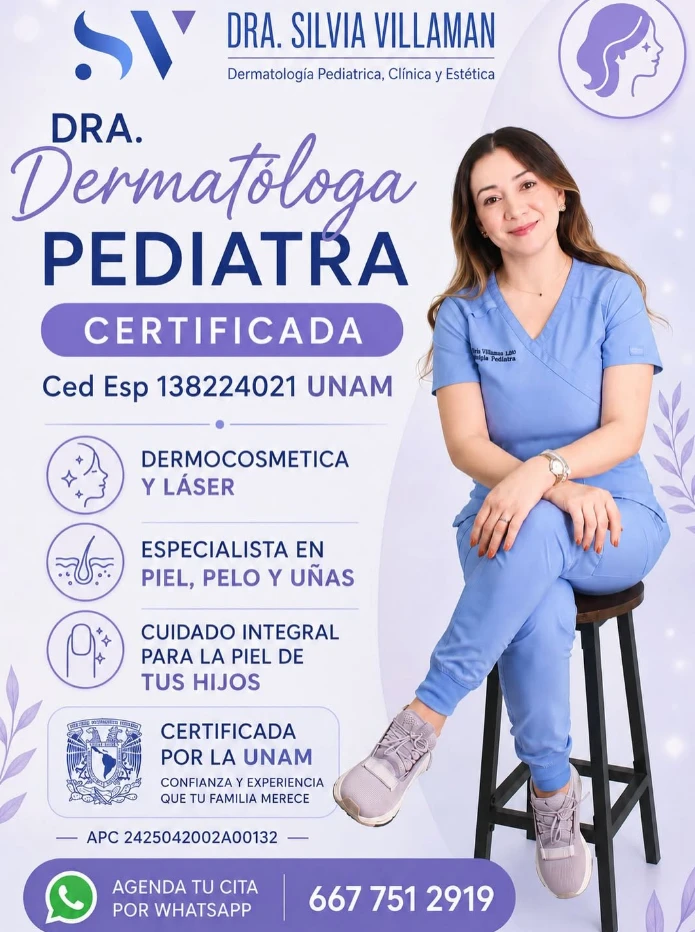 SV
DRA. SILVIA VILLAMAN
Dermatología Pediatrica, Clínica y Estética
DRA.
Dermatóloga
PEDIATRA
CERTIFICADA
Ced Esp 138224021 UNAM
DERMOCOSMETICA
Y LÁSER
ESPECIALISTA EN
PIEL, PELO Y UÑAS
CUIDADO INTEGRAL
PARA LA PIEL DE
TUS HIJOS
CERTIFICADA
POR LA UNAM
CONFIANZA Y EXPERIENCIA
QUE TU FAMILIA MERECE
APC 2425042002A00132
AGENDA TU CITA
POR WHATSAPP
667 751 2919
Villamao
Pediatra